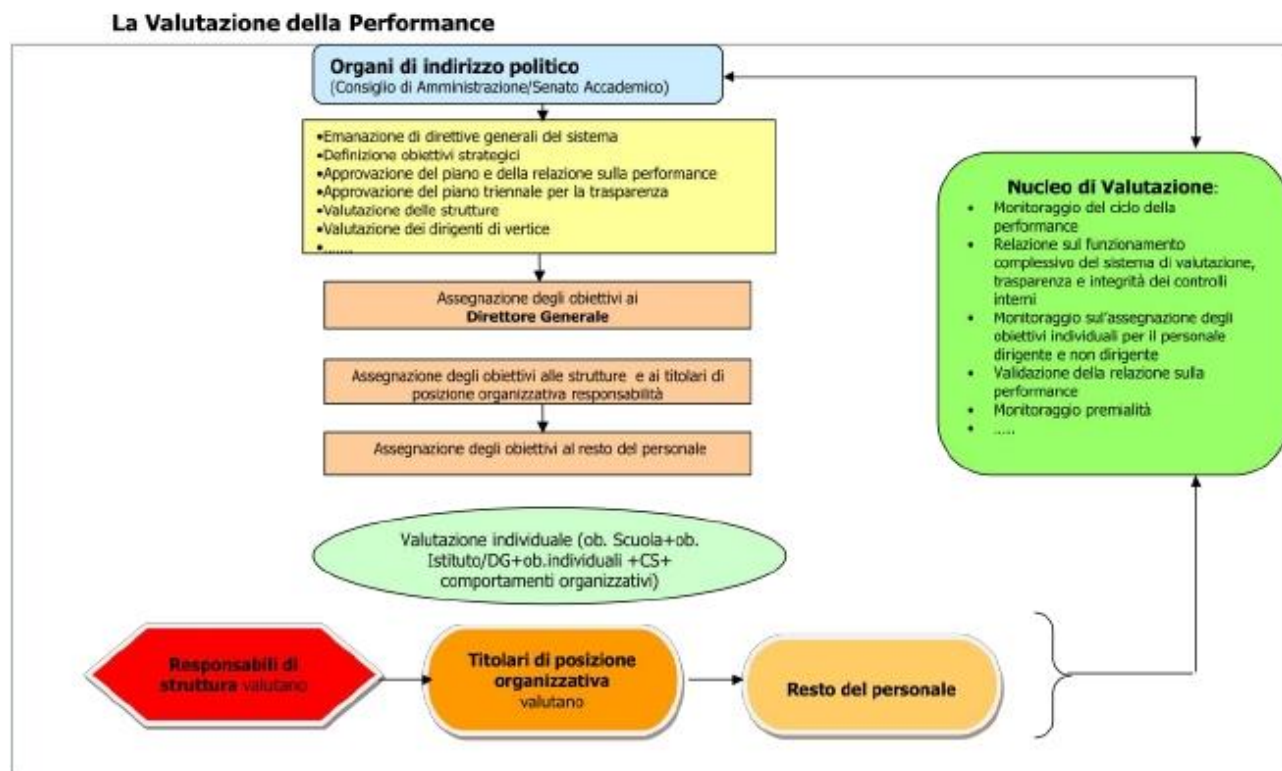 La Valutazione della Performance
Organi di indirizzo politico
(Consiglio di Amministrazione/Senato Accademico)
•Emanazione di direttive generali del sistema
•Definizione obiettivi strategici
•Approvazione del piano e della relazione sulla performance
•Approvazione del piano triennale per la trasparenza
•Valutazione delle strutture
•Valutazione dei dirigenti di vertice
•.......
Assegnazione degli obiettivi ai
Direttore Generale
Assegnazione degli obiettivi alle strutture e ai titolari di
posizione organizzativa responsabilità
Assegnazione degli obiettivi al resto del personale
Nucleo di Valutazione:
• Monitoraggio del ciclo della
performance
• Relazione sul funzionamento
complessivo del sistema di valutazione,
trasparenza e integrità dei controlli
interni
• Monitoraggio sul'assegnazione degli
obiettivi individuali per il personale
dirigente e non dirigente
• Validazione della relazione sulla
performance
• Monitoraggio premialità
• .....
Valutazione individuale (ob. Scuola+ob.
Istituto/DG+ob.individuali +CS+
comportamenti organizzativi)
Responsabili di
struttura valutano
Titolari di posizione
organizzativa
valutano
Resto del personale